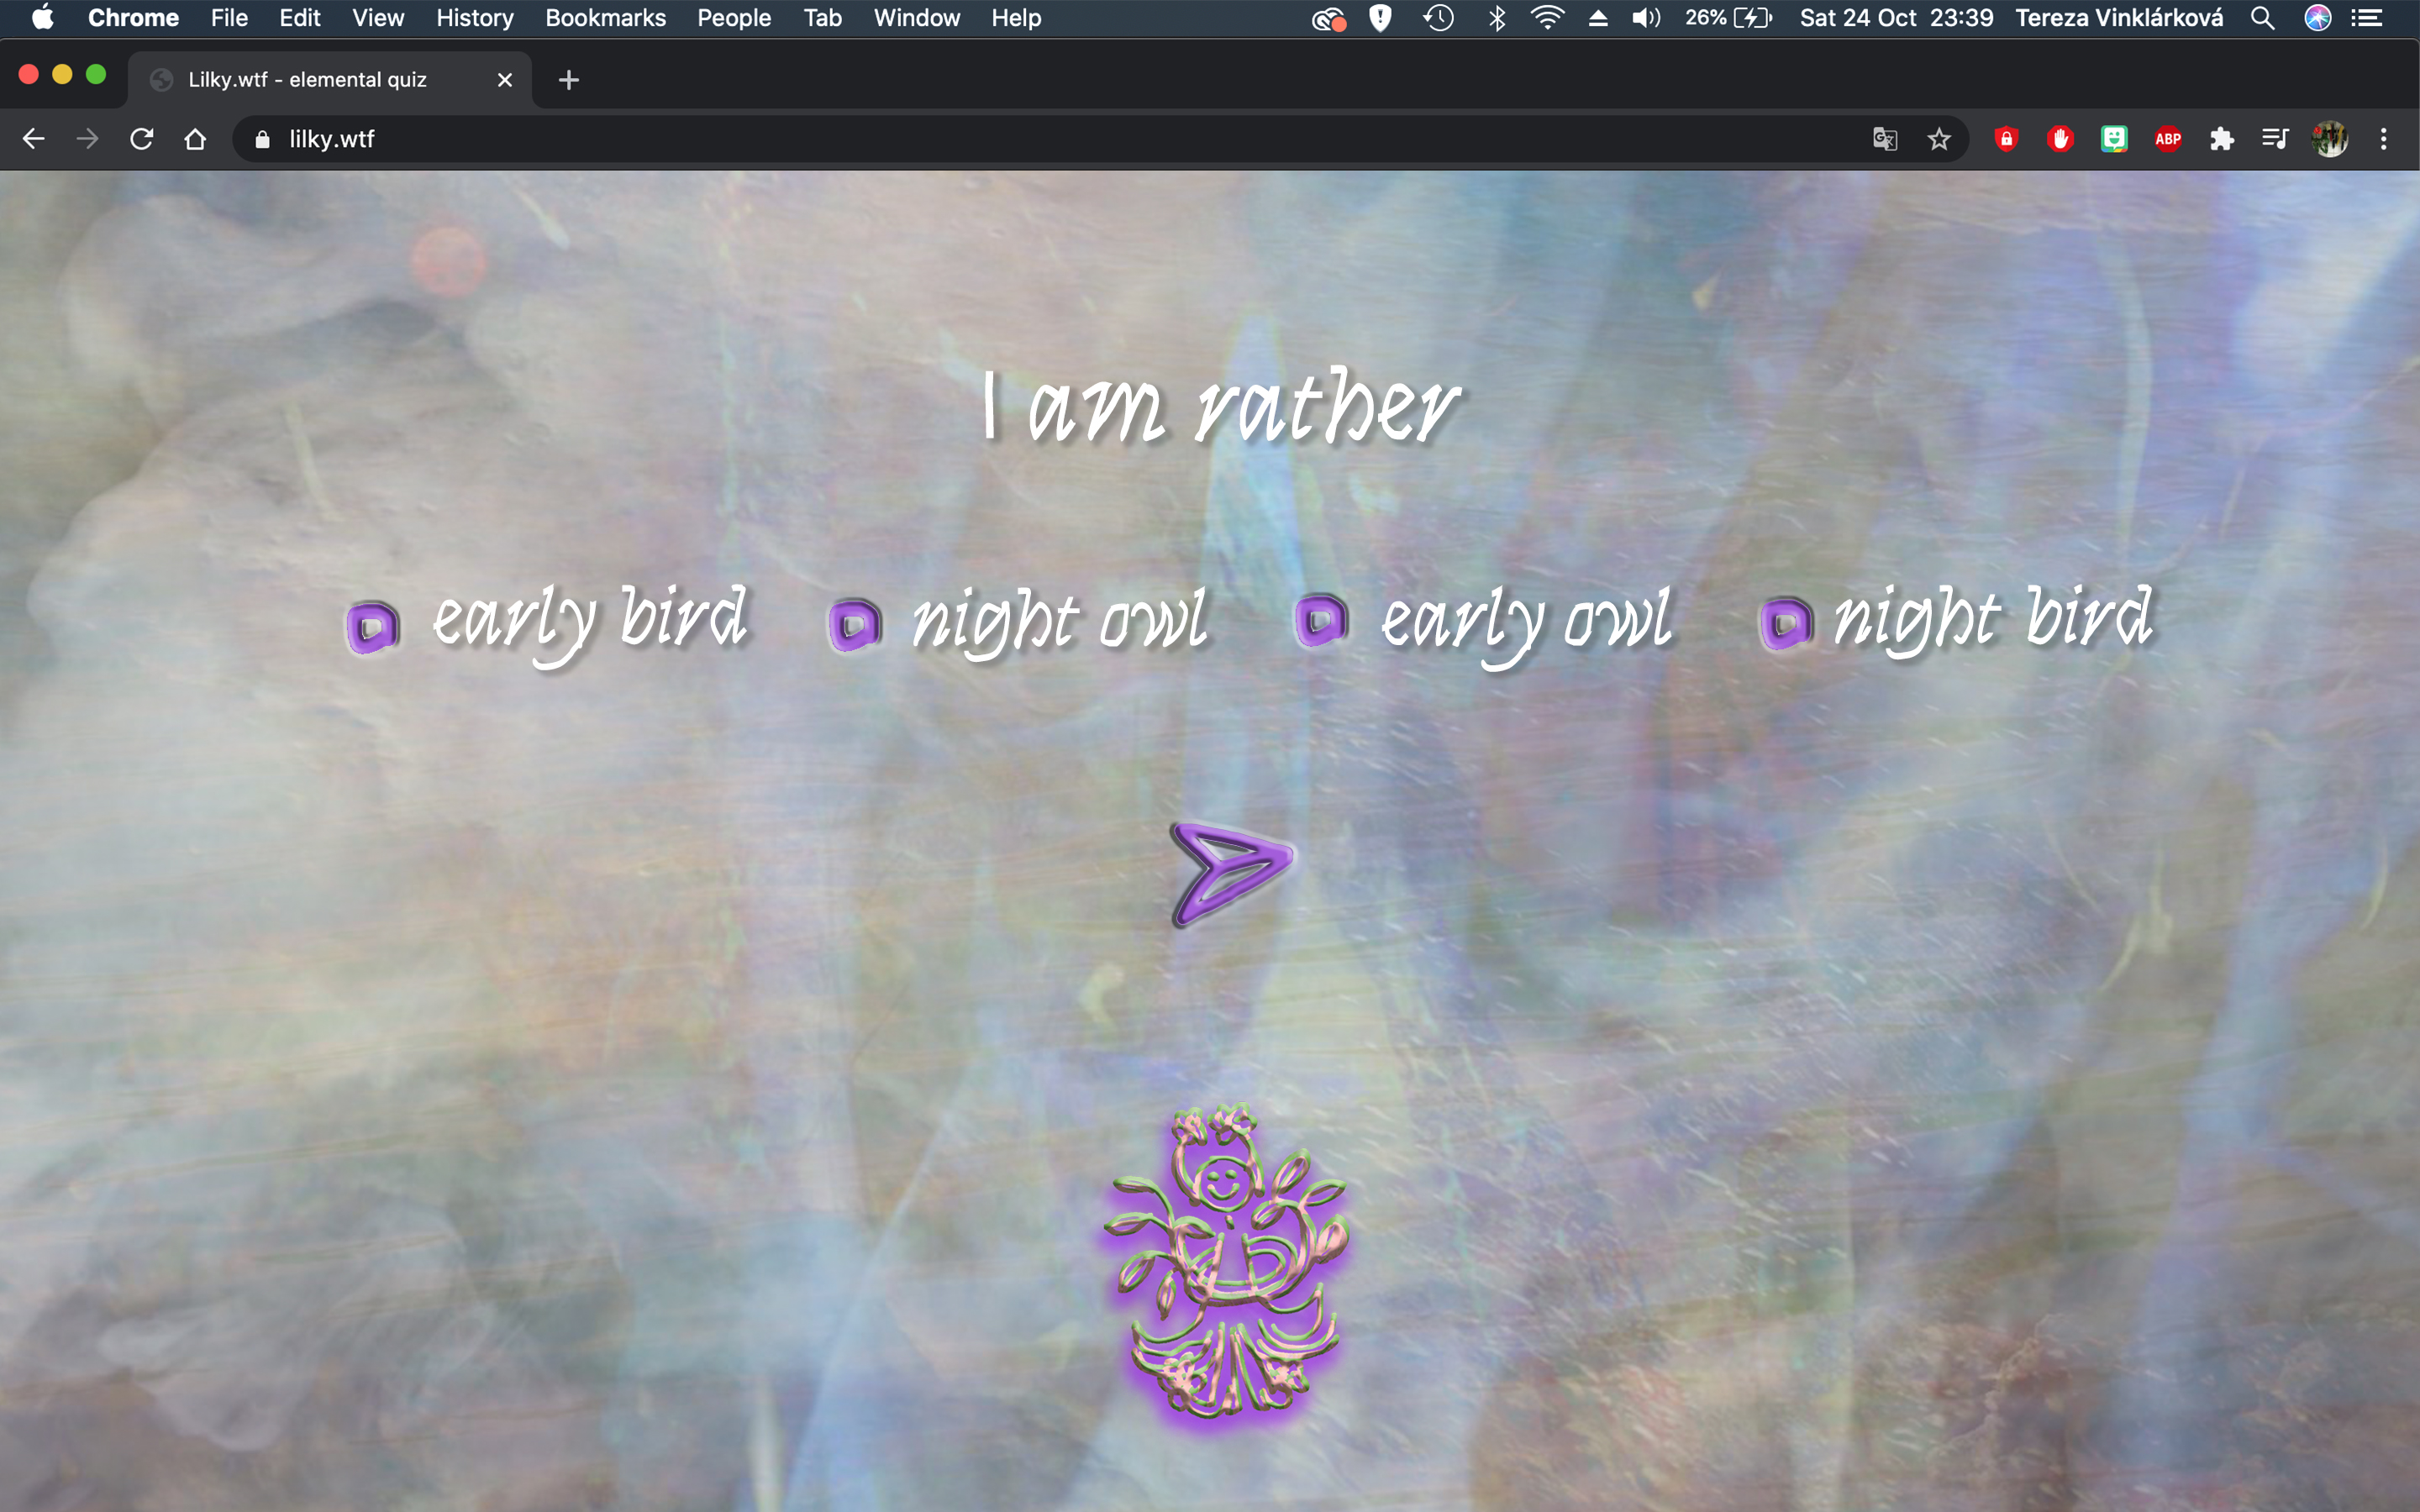 Chrome File Edit View History Bookmarks People Tab Window Help 26% Sat 24 Oct 23:39 Tereza Vinklárková
Lilky.wtf - elemental quiz
lilky.wtf ABP
I am rather
early bird night owl early owl night bird